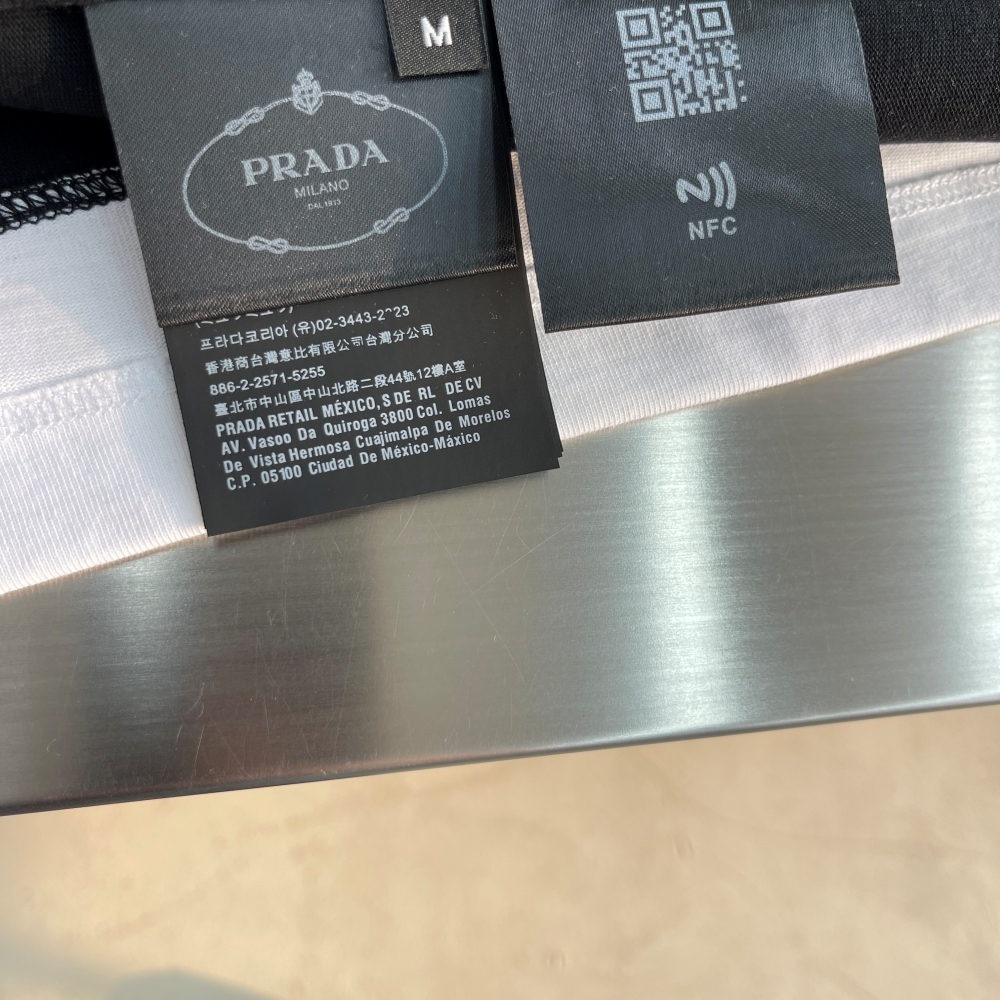 M
PRADA
MILANO
DAL 1913
NFC
프라다코리아 (유)02-3443-2~23
香港商台灣意比有限公司台灣分公司
886-2-2571-5255
臺北市中山區中山北路二段44號12樓A室
PRADA RETAIL MÉXICO, S DE RL DE CV
AV. Vasoo Da Quiroga 3800 Col. Lomas
De Vista Hermosa Cuajimalpa De Morelos
C.P. 05100 Ciudad De México-Máxico